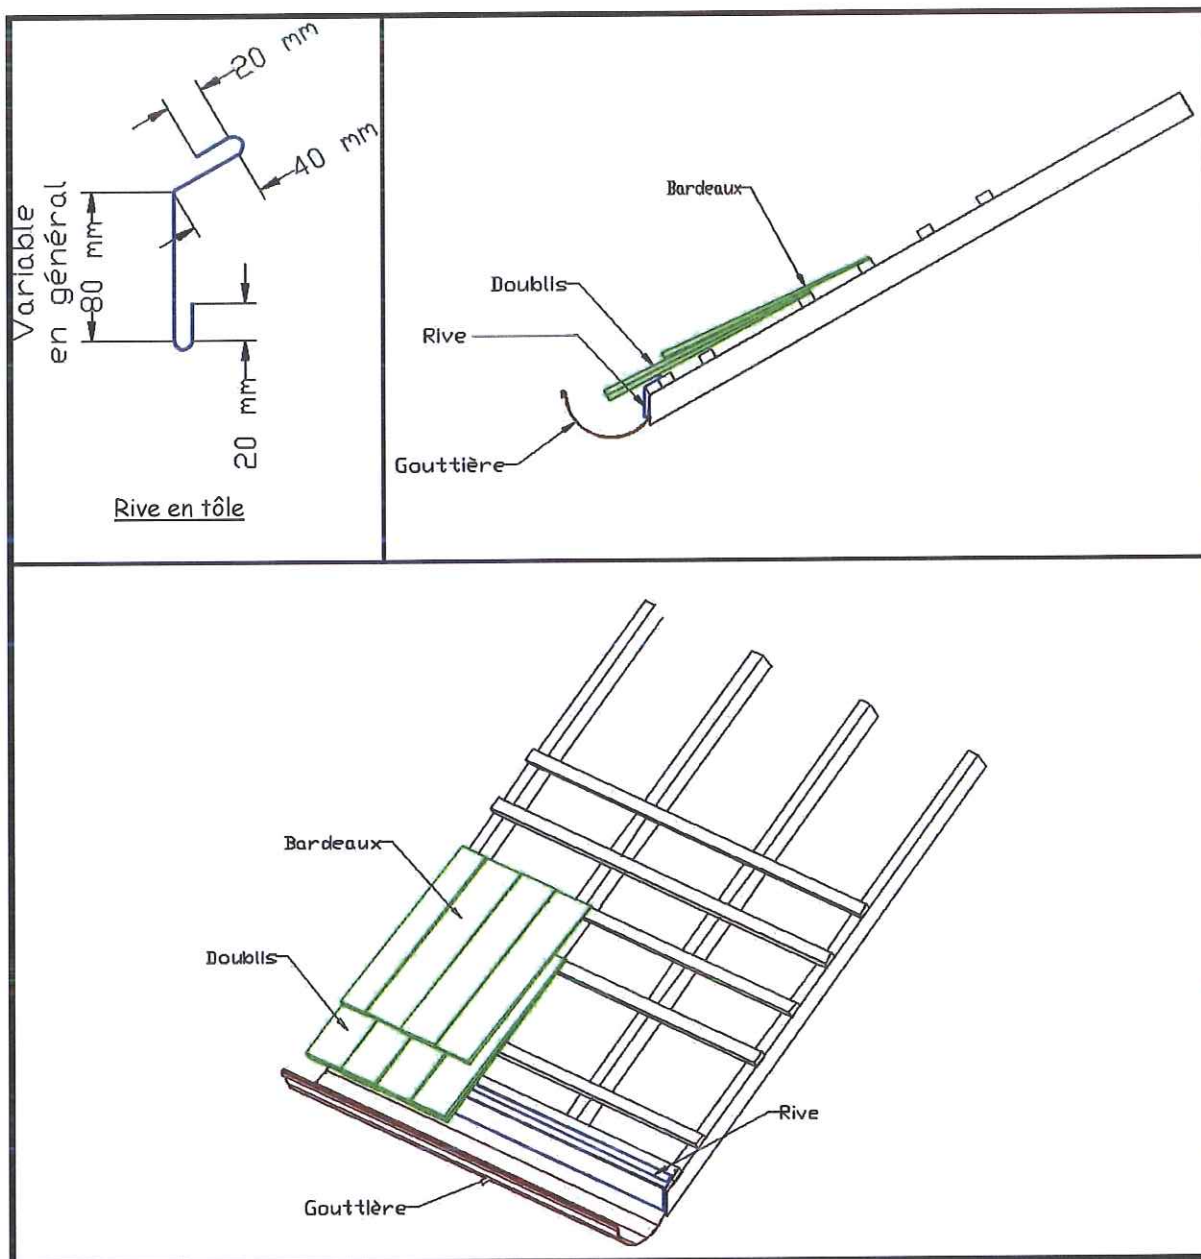 20 mm
40 mm
Variable
en général
80 mm
20 mm
Rive en tôle
Bardeaux
Doublis
Rive
Gouttière
Bardeaux
Doublis
Rive
Gouttière